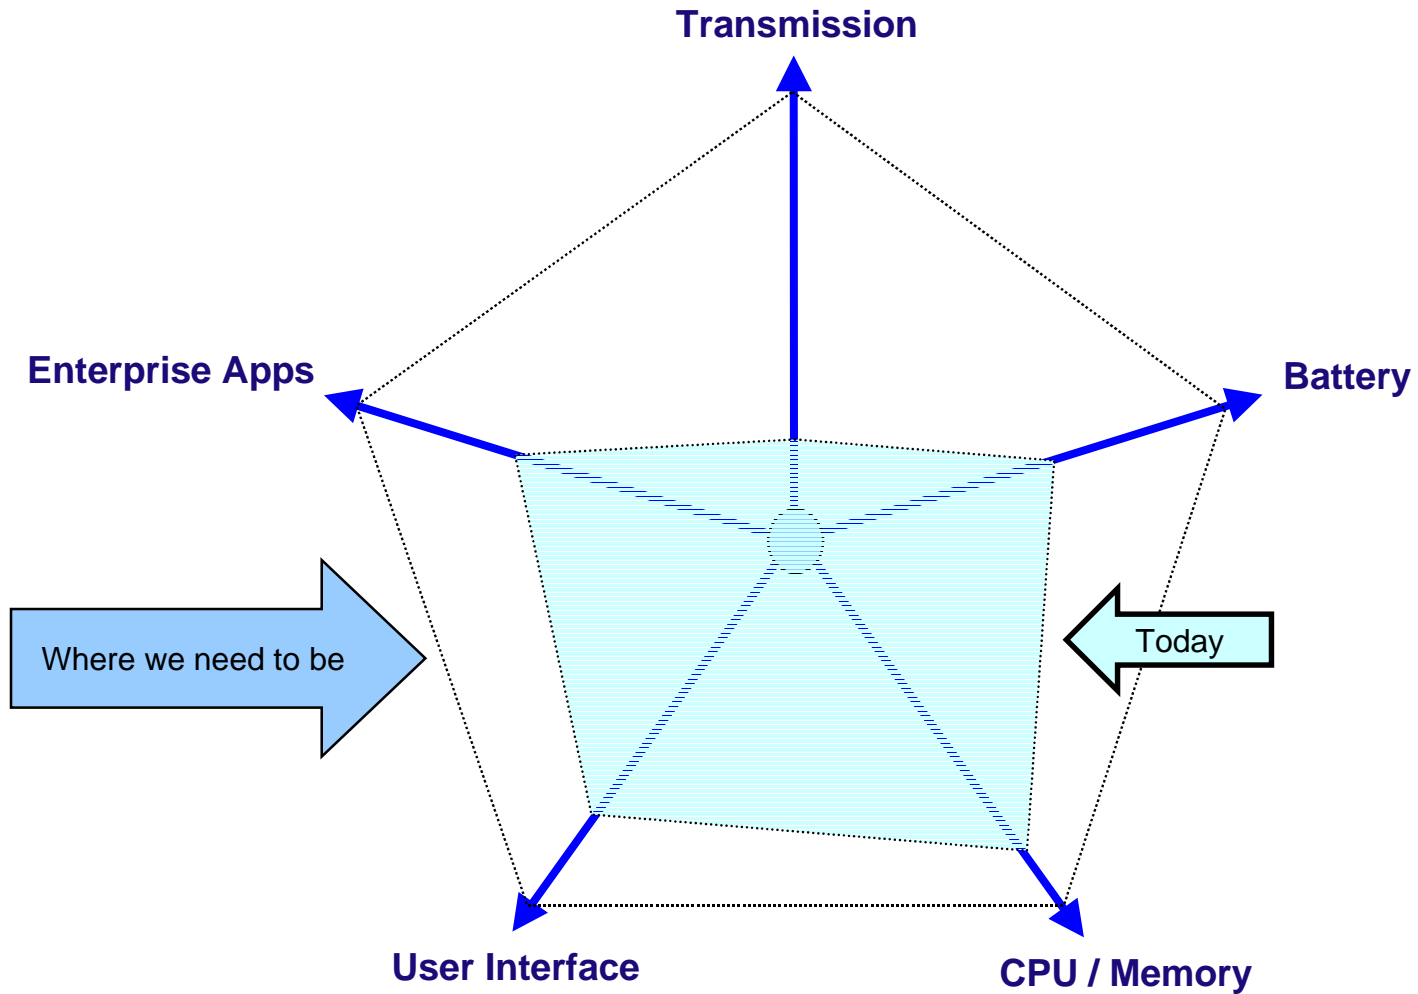 Transmission
Enterprise Apps
Battery
Where we need to be
Today
User Interface
CPU / Memory